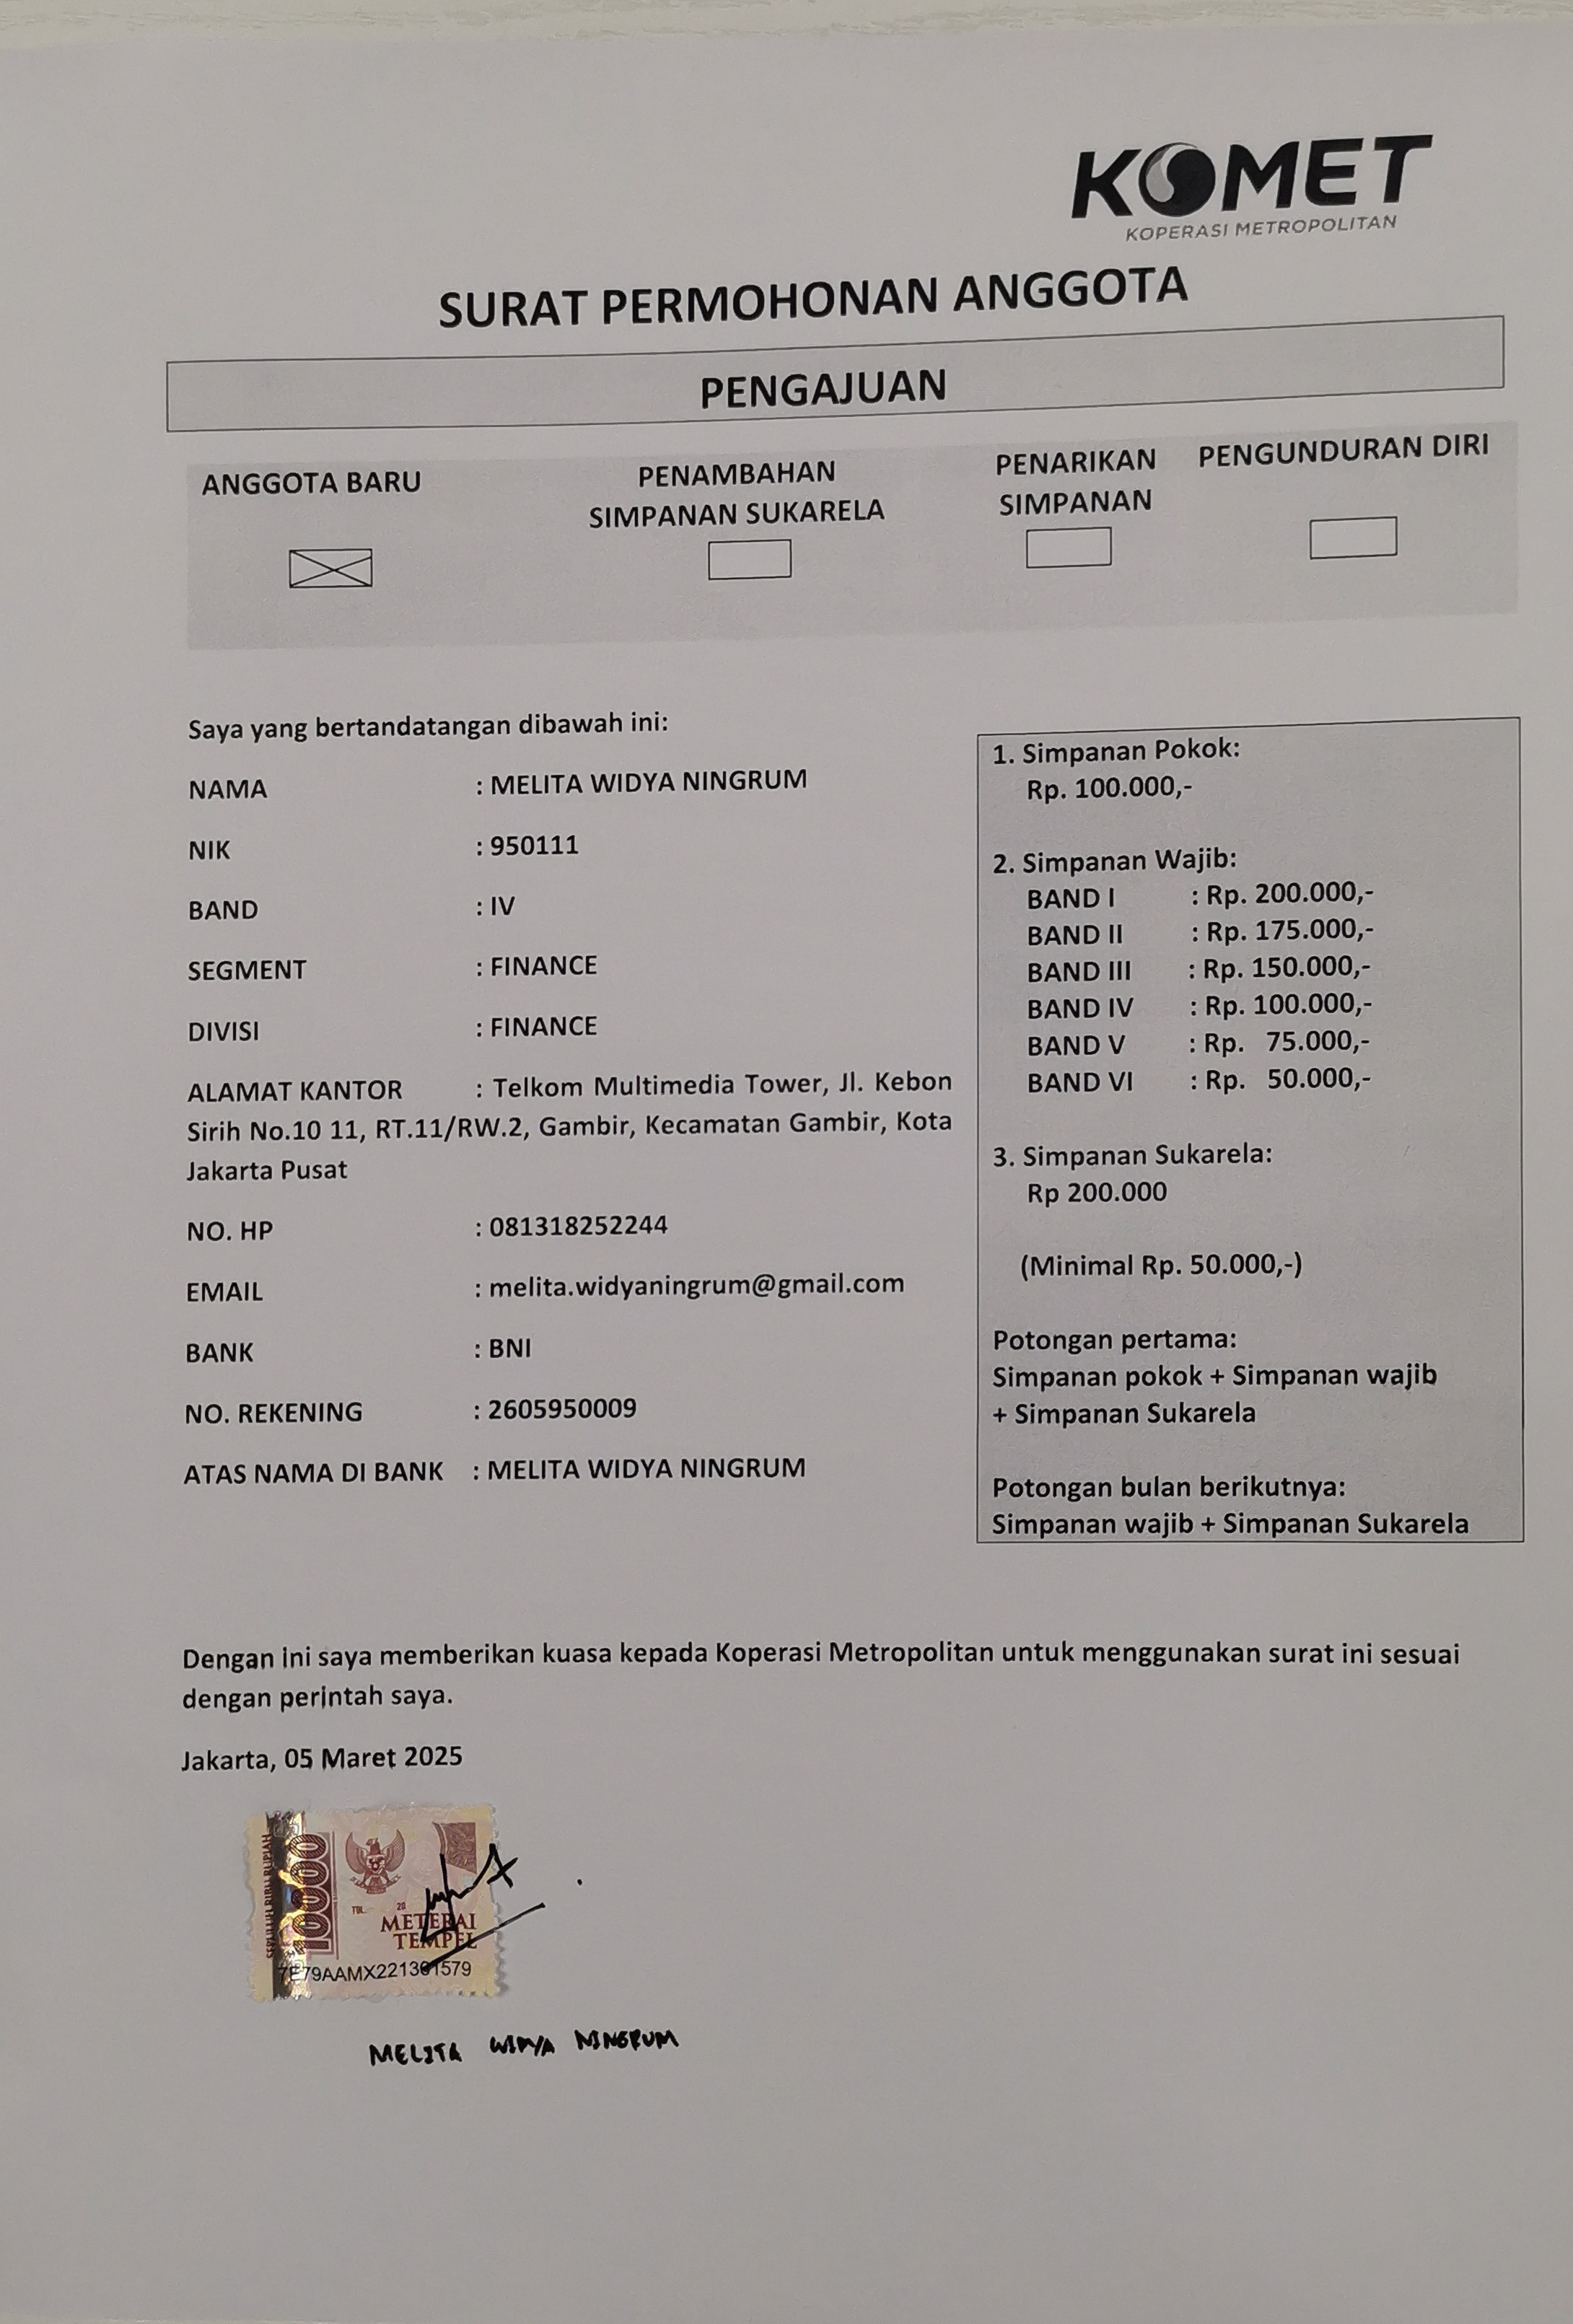 KOMET
KOPERASI METROPOLITAN
SURAT PERMOHONAN ANGGOTA
PENGAJUAN
ANGGOTA BARU
PENAMBAHAN
SIMPANAN SUKARELA
PENARIKAN
SIMPANAN
PENGUNDURAN DIRI
Saya yang bertandatangan dibawah ini:
NAMA : MELITA WIDYA NINGRUM
NIK : 950111
BAND : IV
SEGMENT : FINANCE
DIVISI : FINANCE
ALAMAT KANTOR : Telkom Multimedia Tower, Jl. Kebon
Sirih No.10 11, RT.11/RW.2, Gambir, Kecamatan Gambir, Kota
Jakarta Pusat
NO. HP : 081318252244
EMAIL : melita.widyaningrum@gmail.com
BANK : BNI
NO. REKENING : 2605950009
ATAS NAMA DI BANK : MELITA WIDYA NINGRUM
1. Simpanan Pokok:
Rp. 100.000,-
2. Simpanan Wajib:
BAND I : Rp. 200.000,-
BAND II : Rp. 175.000,-
BAND III : Rp. 150.000,-
BAND IV : Rp. 100.000,-
BAND V : Rp. 75.000,-
BAND VI : Rp. 50.000,-
3. Simpanan Sukarela:
Rp 200.000
(Minimal Rp. 50.000,-)
Potongan pertama:
Simpanan pokok + Simpanan wajib
+ Simpanan Sukarela
Potongan bulan berikutnya:
Simpanan wajib + Simpanan Sukarela
Dengan ini saya memberikan kuasa kepada Koperasi Metropolitan untuk menggunakan surat ini sesuai
dengan perintah saya.
Jakarta, 05 Maret 2025
SEPULUH RIBU RUPIAH
10000
TGL. 20
METERAI
TEMPEL
MELITA WIDYA NINGRUM